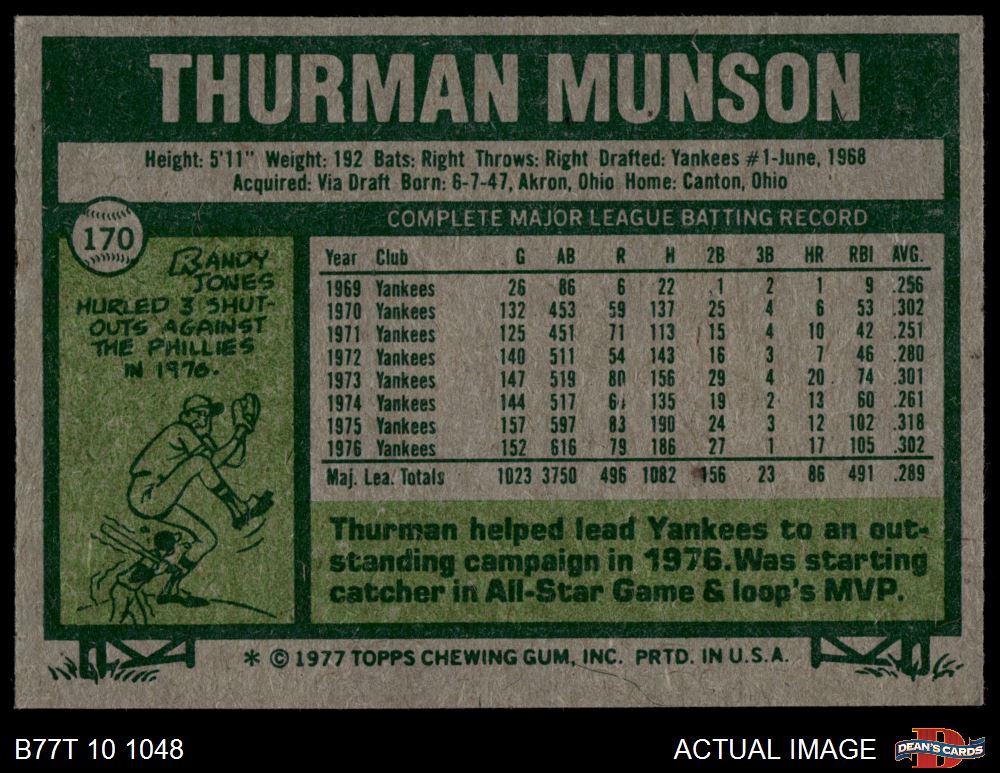 THURMAN MUNSON
Height: 5'11" Weight: 192 Bats: Right Throws: Right Drafted: Yankees #1-June, 1968
Acquired: Via Draft Born: 6-7-47, Akron, Ohio Home: Canton, Ohio
170
COMPLETE MAJOR LEAGUE BATTING RECORD
RANDY
JONES
HURLED 3 SHUT-
OUTS AGAINST
THE PHILLIES
IN 1976.
Year Club G AB R H 2B 3B HR RBI AVG.
1969 Yankees 26 86 6 22 1 2 1 9 .256
1970 Yankees 132 453 59 137 25 4 6 53 .302
1971 Yankees 125 451 71 113 15 4 10 42 .251
1972 Yankees 140 511 54 143 16 3 7 46 .280
1973 Yankees 147 519 80 156 29 4 20 74 .301
1974 Yankees 144 517 135 19 2 13 60 .261
1975 Yankees 157 597 83 190 24 3 12 102 .318
1976 Yankees 152 616 79 186 27 1 17 105 .302
Maj. Lea. Totals 1023 3750 496 1082 156 23 86 491 .289
Thurman helped lead Yankees to an out-
standing campaign in 1976. Was starting
catcher in All-Star Game & loop's MVP.
* © 1977 TOPPS CHEWING GUM, INC. PRTD. IN U.S.A.
B77T 10 1048
ACTUAL IMAGE
DEAN'S CARDS